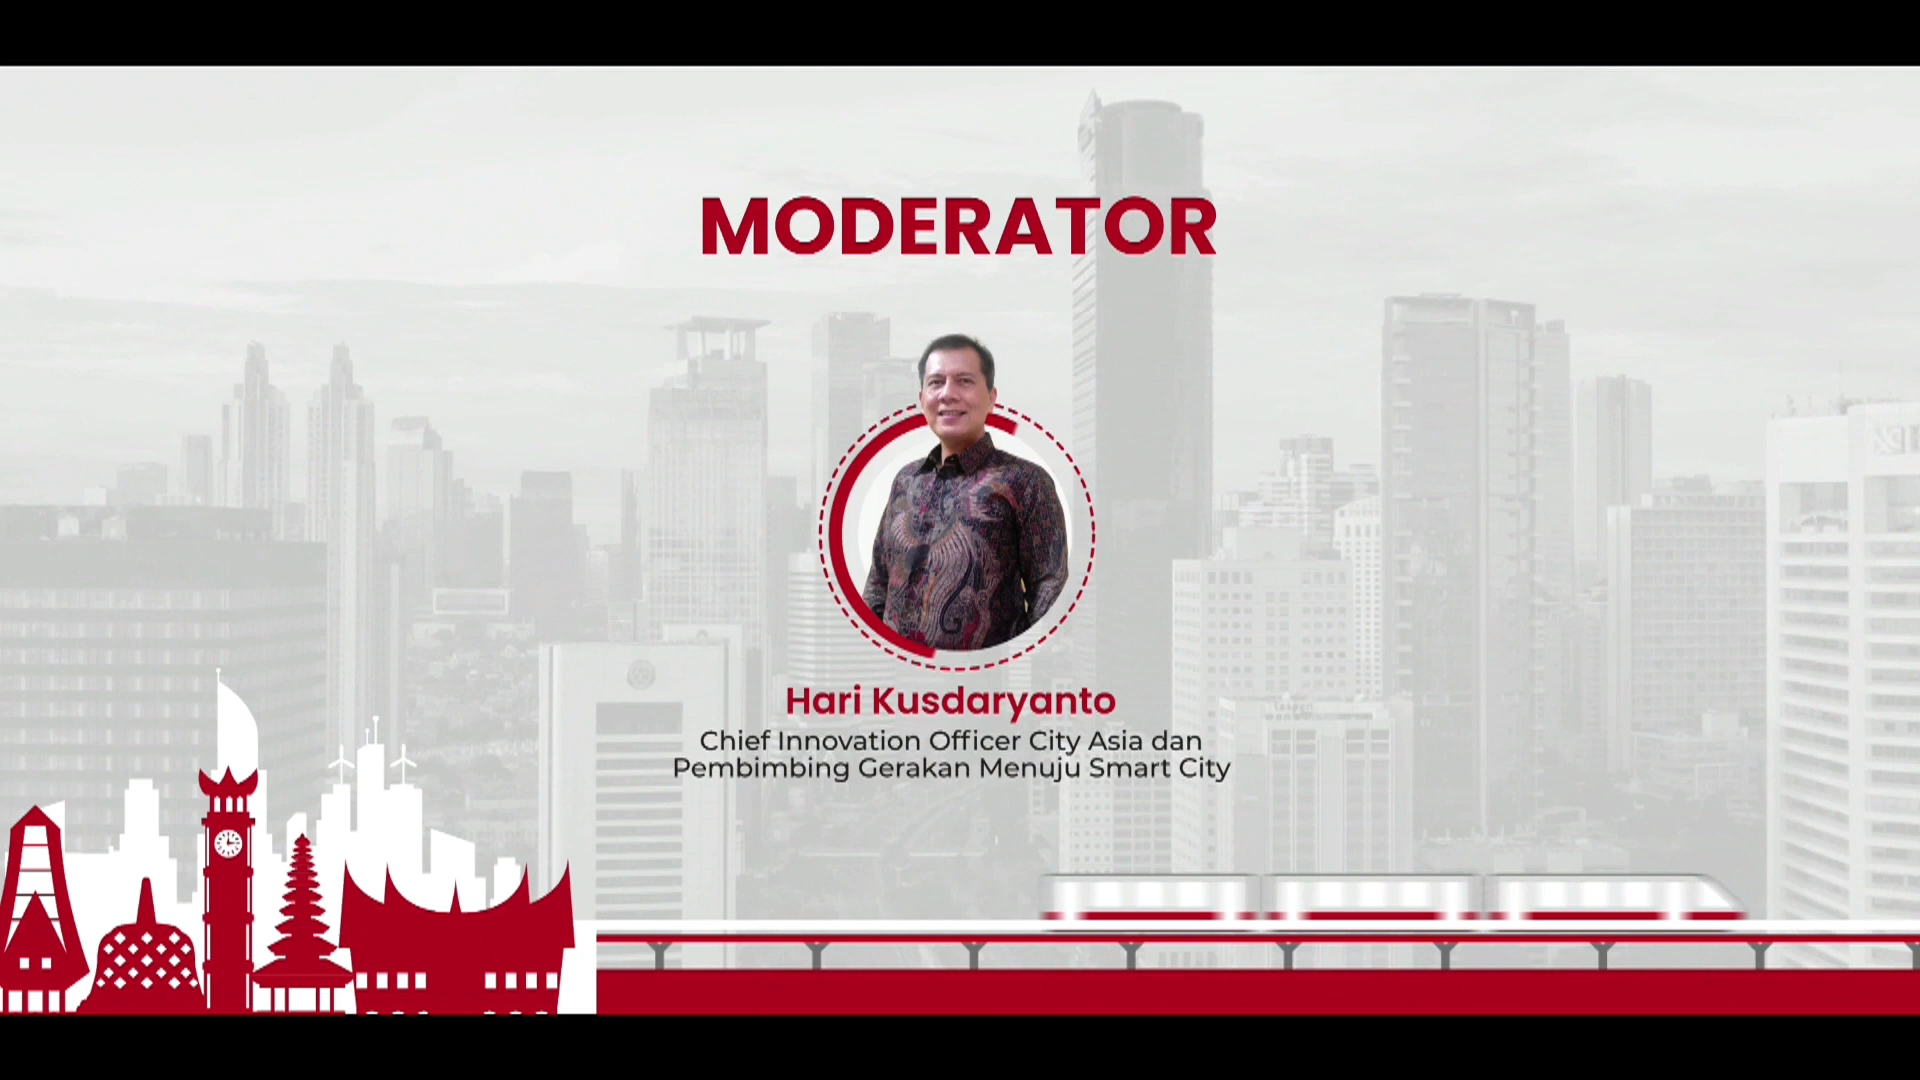 MODERATOR
Hari Kusdaryanto
Chief Innovation Officer City Asia dan
Pembimbing Gerakan Menuju Smart City